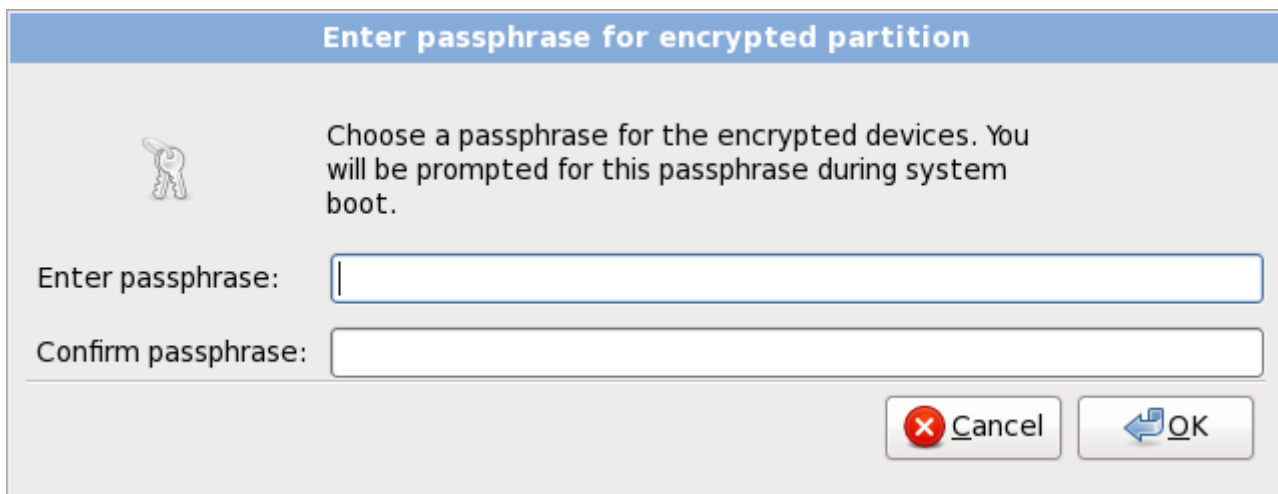 Enter passphrase for encrypted partition
Choose a passphrase for the encrypted devices. You
will be prompted for this passphrase during system
boot.
Enter passphrase:
Confirm passphrase:
Cancel
OK